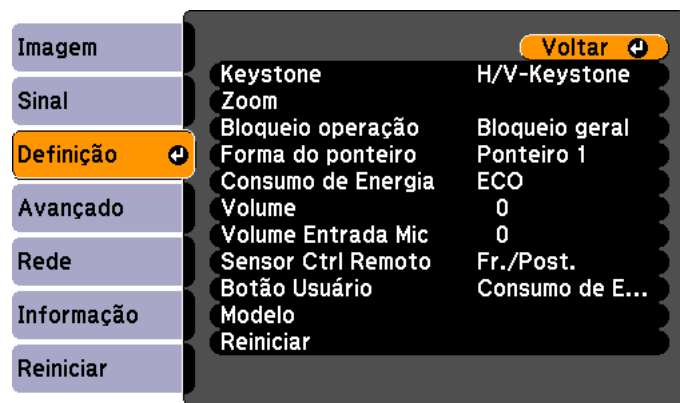 Imagem
Sinal
Definição
Avançado
Rede
Informação
Reiniciar
Voltar
Keystone H/V-Keystone
Zoom
Bloqueio operação Bloqueio geral
Forma do ponteiro Ponteiro 1
Consumo de Energia ECO
Volume 0
Volume Entrada Mic 0
Sensor Ctrl Remoto Fr./Post.
Botão Usuário Consumo de E...
Modelo
Reiniciar